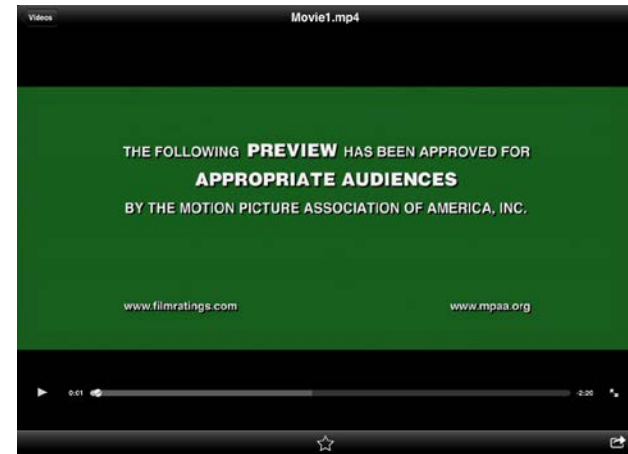 Videos
Movie1.mp4
THE FOLLOWING PREVIEW HAS BEEN APPROVED FOR
APPROPRIATE AUDIENCES
BY THE MOTION PICTURE ASSOCIATION OF AMERICA, INC.
www.filmratings.com www.mpaa.org
0:01 -2:20